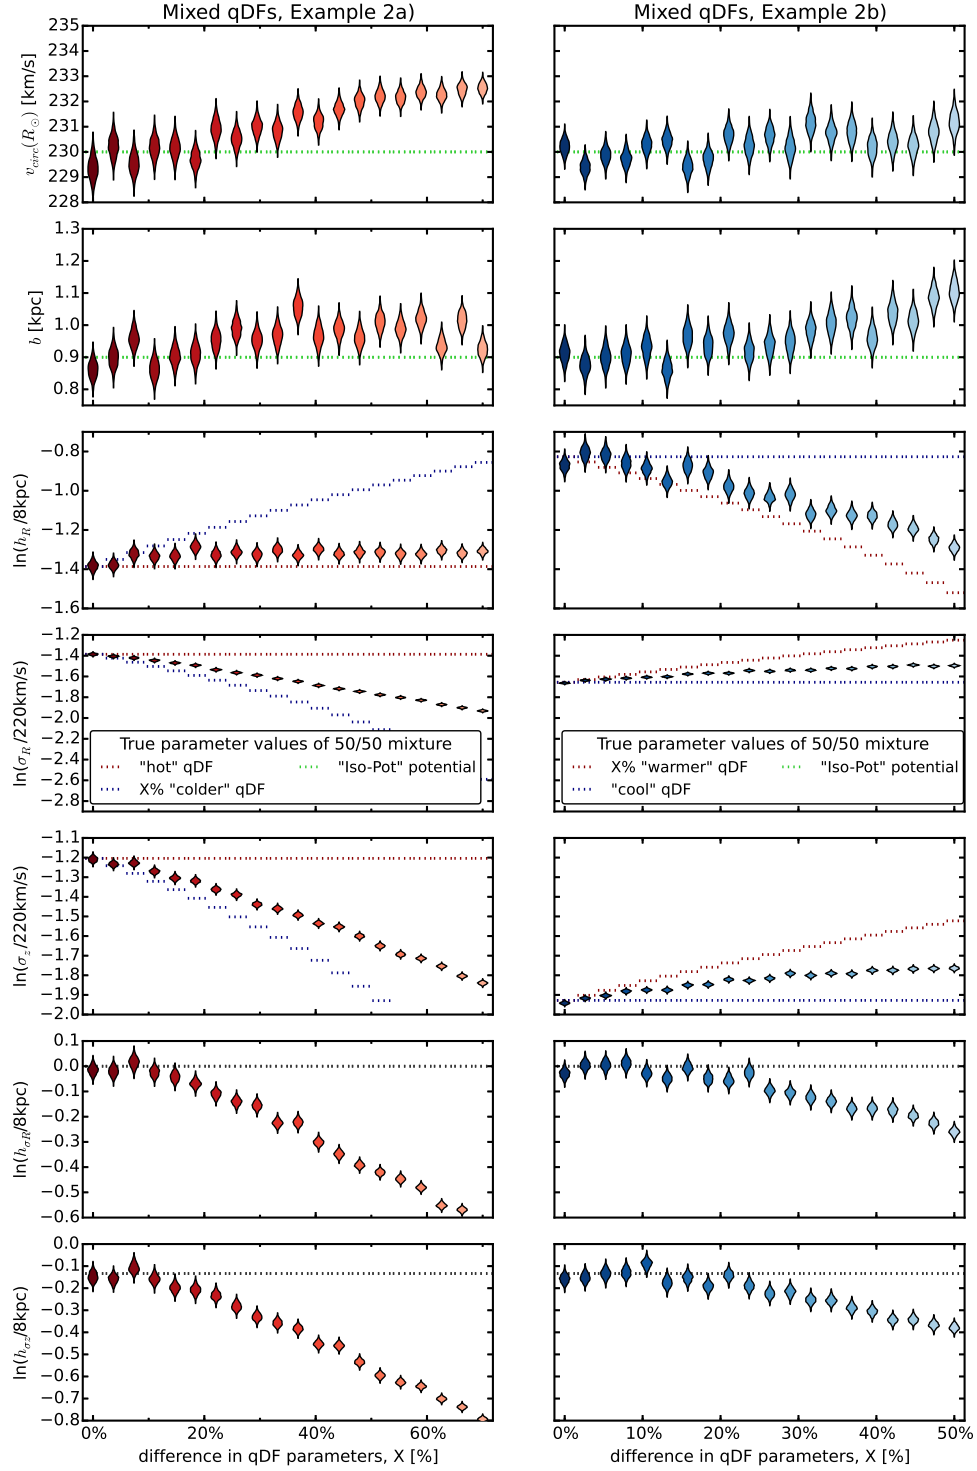 Mixed qDFs, Example 2a)
Mixed qDFs, Example 2b)
235
234
233
232
231
230
229
228
v_circ(R_⊙) [km/s]
1.3
1.2
1.1
1.0
0.9
0.8
b [kpc]
−0.8
−1.0
−1.2
−1.4
−1.6
ln(h_R/8kpc)
−1.2
−1.4
−1.6
−1.8
−2.0
−2.2
−2.4
−2.6
−2.8
ln(σ_R/220km/s)
True parameter values of 50/50 mixture
"hot" qDF
"Iso-Pot" potential
X% "colder" qDF
True parameter values of 50/50 mixture
X% "warmer" qDF
"Iso-Pot" potential
"cool" qDF
−1.1
−1.2
−1.3
−1.4
−1.5
−1.6
−1.7
−1.8
−1.9
−2.0
ln(σ_z/220km/s)
0.1
0.0
−0.1
−0.2
−0.3
−0.4
−0.5
−0.6
ln(h_σR/8kpc)
0.0
−0.1
−0.2
−0.3
−0.4
−0.5
−0.6
−0.7
−0.8
ln(h_σz/8kpc)
0% 20% 40% 60%
difference in qDF parameters, X [%]
0% 10% 20% 30% 40% 50%
difference in qDF parameters, X [%]